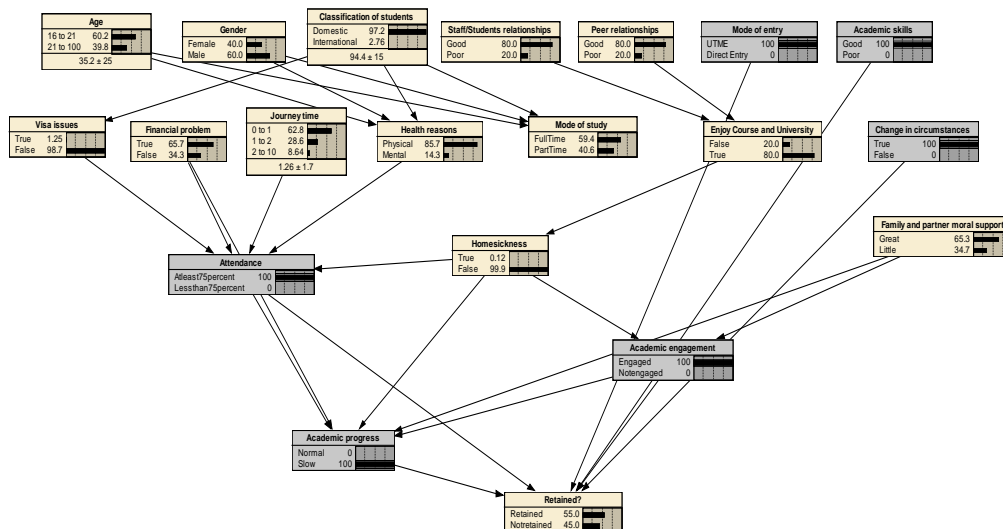 Age
16 to 21 60.2
21 to 100 39.8
35.2 ± 25
Gender
Female 40.0
Male 60.0
Classification of students
Domestic 97.2
International 2.76
94.4 ± 15
Staff/Students relationships
Good 80.0
Poor 20.0
Peer relationships
Good 80.0
Poor 20.0
Mode of entry
UTME 100
Direct Entry 0
Academic skills
Good 100
Poor 0
Visa issues
True 1.25
False 98.7
Financial problem
True 65.7
False 34.3
Journey time
0 to 1 62.8
1 to 2 28.6
2 to 10 8.64
1.26 ± 1.7
Health reasons
Physical 85.7
Mental 14.3
Mode of study
FullTime 59.4
PartTime 40.6
Enjoy Course and University
False 20.0
True 80.0
Change in circumstances
True 100
False 0
Family and partner moral support
Great 65.3
Little 34.7
Attendance
Atleast75percent 100
Lessthan75percent 0
Homesickness
True 0.12
False 99.9
Academic engagement
Engaged 100
Notengaged 0
Academic progress
Normal 0
Slow 100
Retained?
Retained 55.0
Notretained 45.0